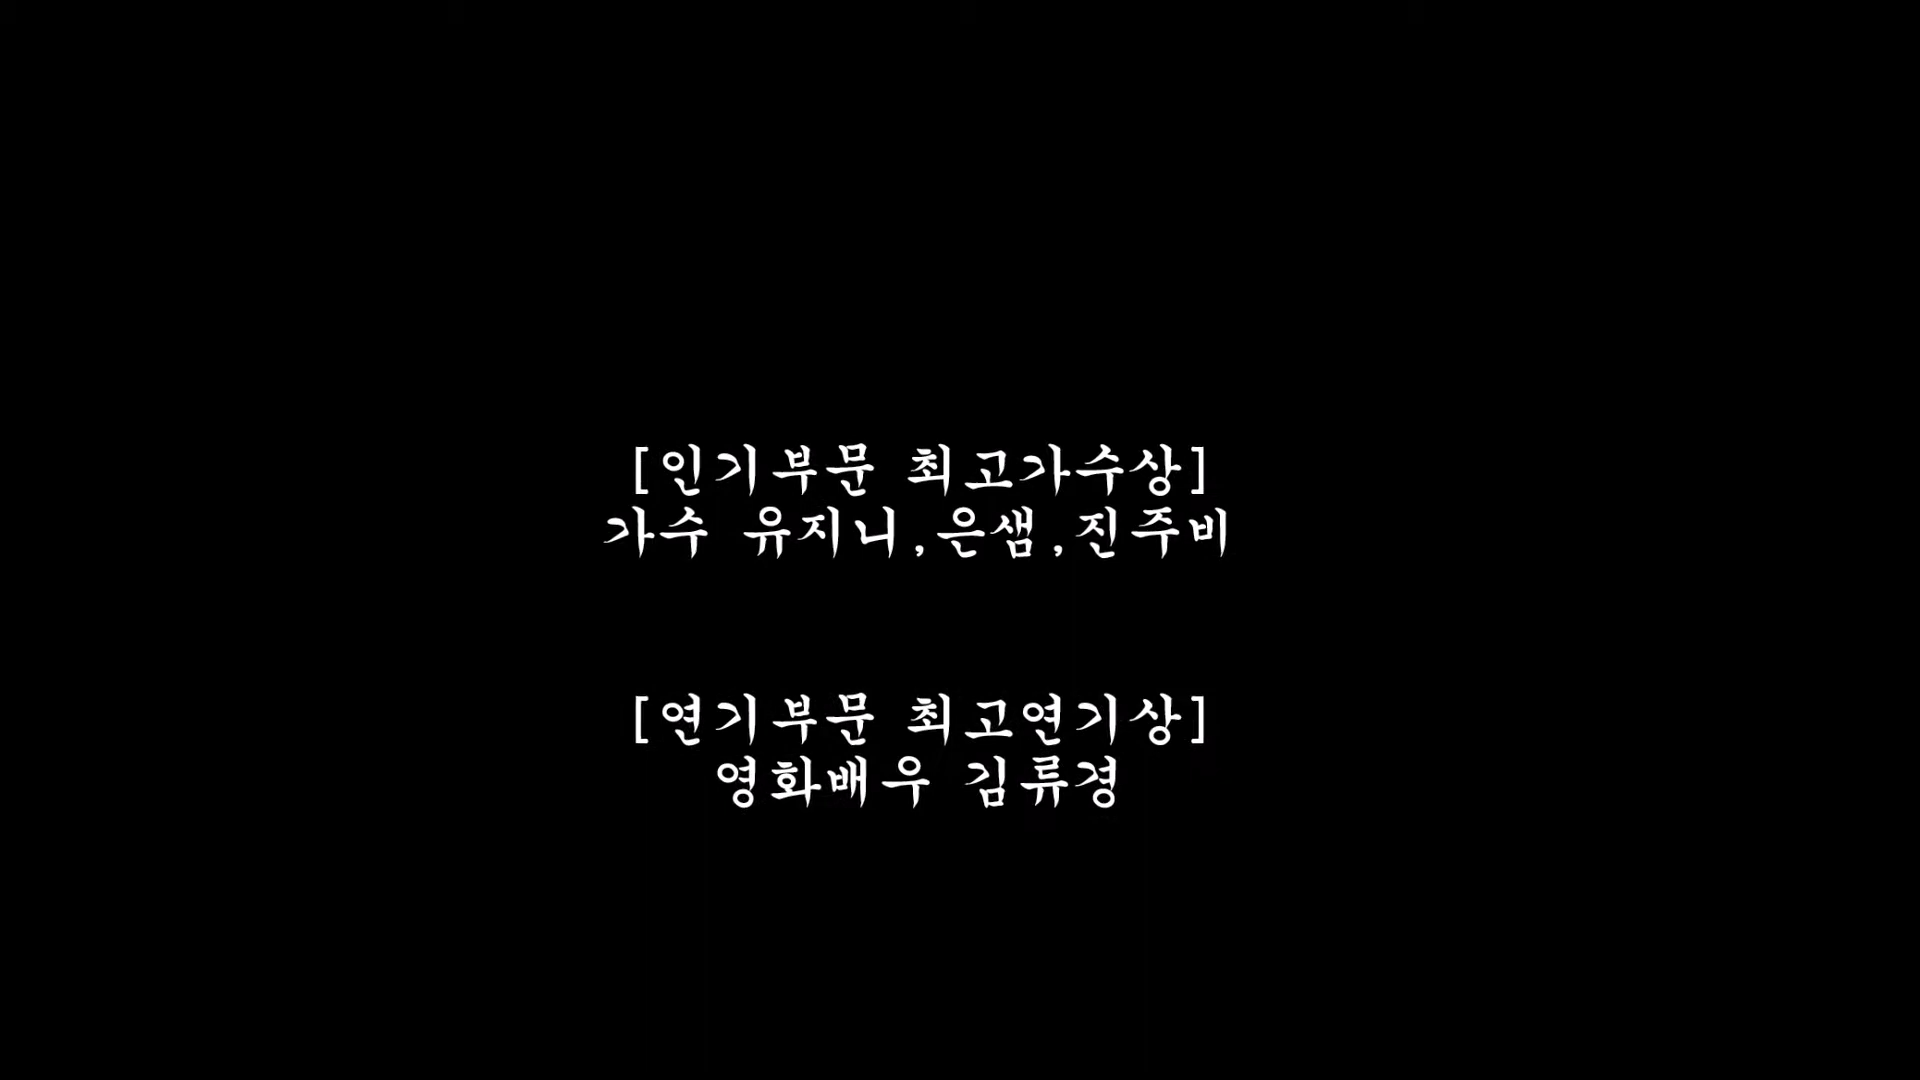 [인기부문 최고가수상]
가수 유지니,은샘,진주비
[연기부문 최고연기상]
영화배우 김류경